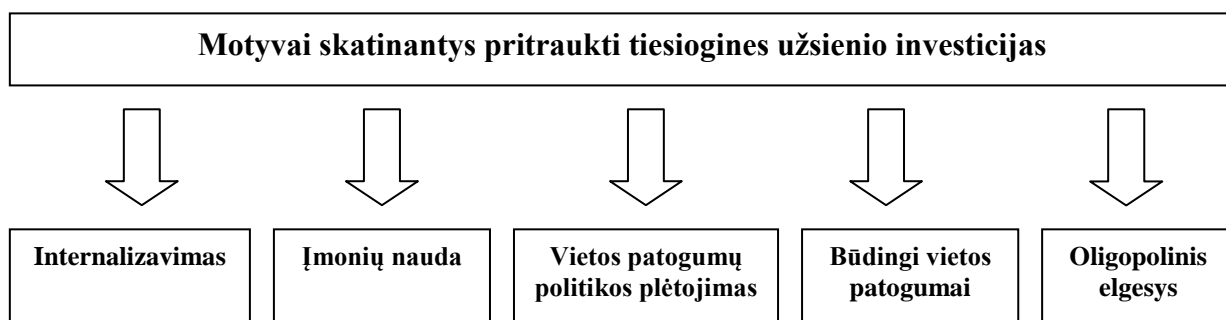 Motyvai skatinantys pritraukti tiesiogines užsienio investicijas
Internalizavimas
Įmonių nauda
Vietos patogumų
politikos plėtojimas
Būdingi vietos
patogumai
Oligopolinis
elgesys